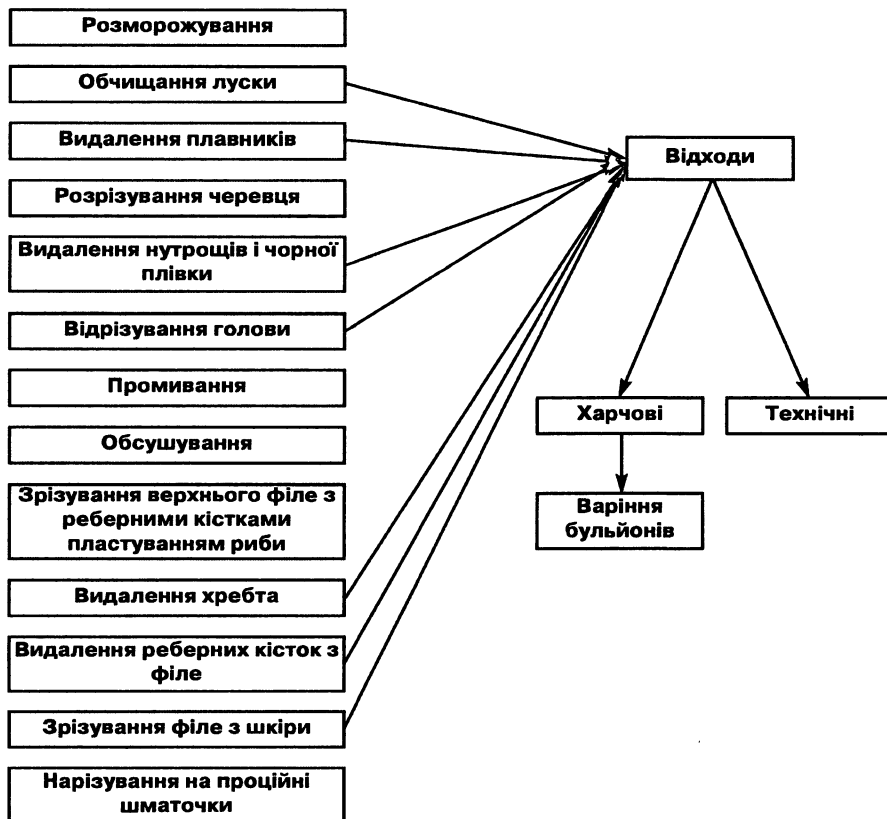 Розморожування
Обчищання луски
Видалення плавників
Розрізування черевця
Видалення нутрощів і чорної
плівки
Відрізування голови
Промивання
Обсушування
Зрізування верхнього філе з
реберними кістками
пластуванням риби
Видалення хребта
Видалення реберних кісток з
філе
Зрізування філе з шкіри
Нарізування на проційні
шматочки
Відходи
Харчові
Технічні
Варіння
бульйонів